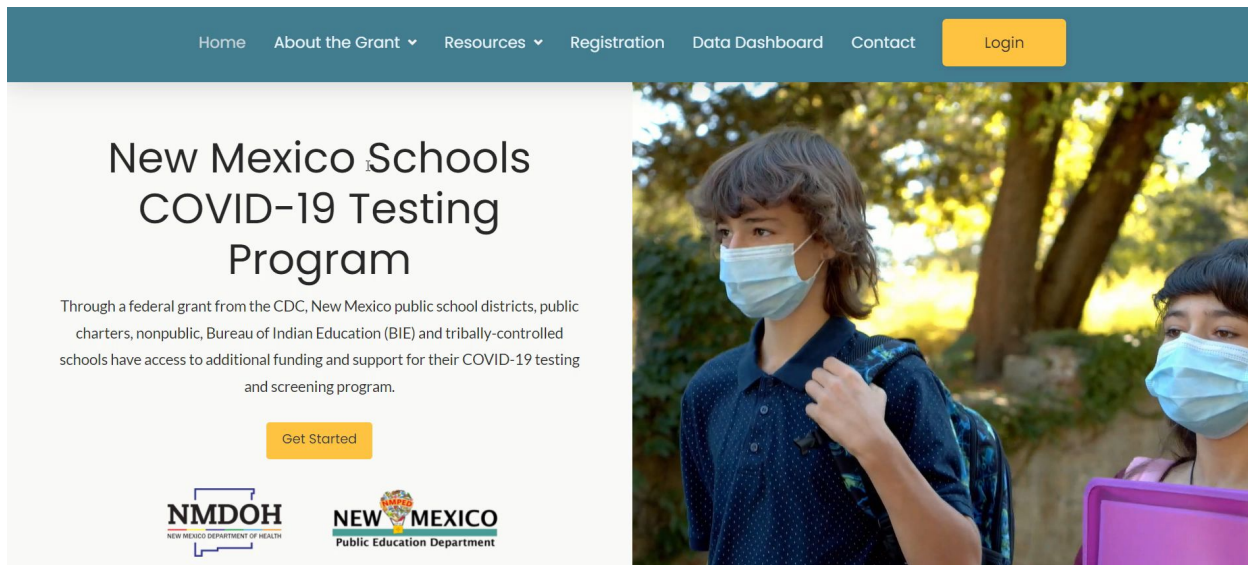 Home About the Grant Resources Registration Data Dashboard Contact Login
New Mexico Schools
COVID-19 Testing
Program
Through a federal grant from the CDC, New Mexico public school districts, public
charters, nonpublic, Bureau of Indian Education (BIE) and tribally-controlled
schools have access to additional funding and support for their COVID-19 testing
and screening program.
Get Started
NMDOH
NEW MEXICO DEPARTMENT OF HEALTH
NMPED
NEW MEXICO
Public Education Department